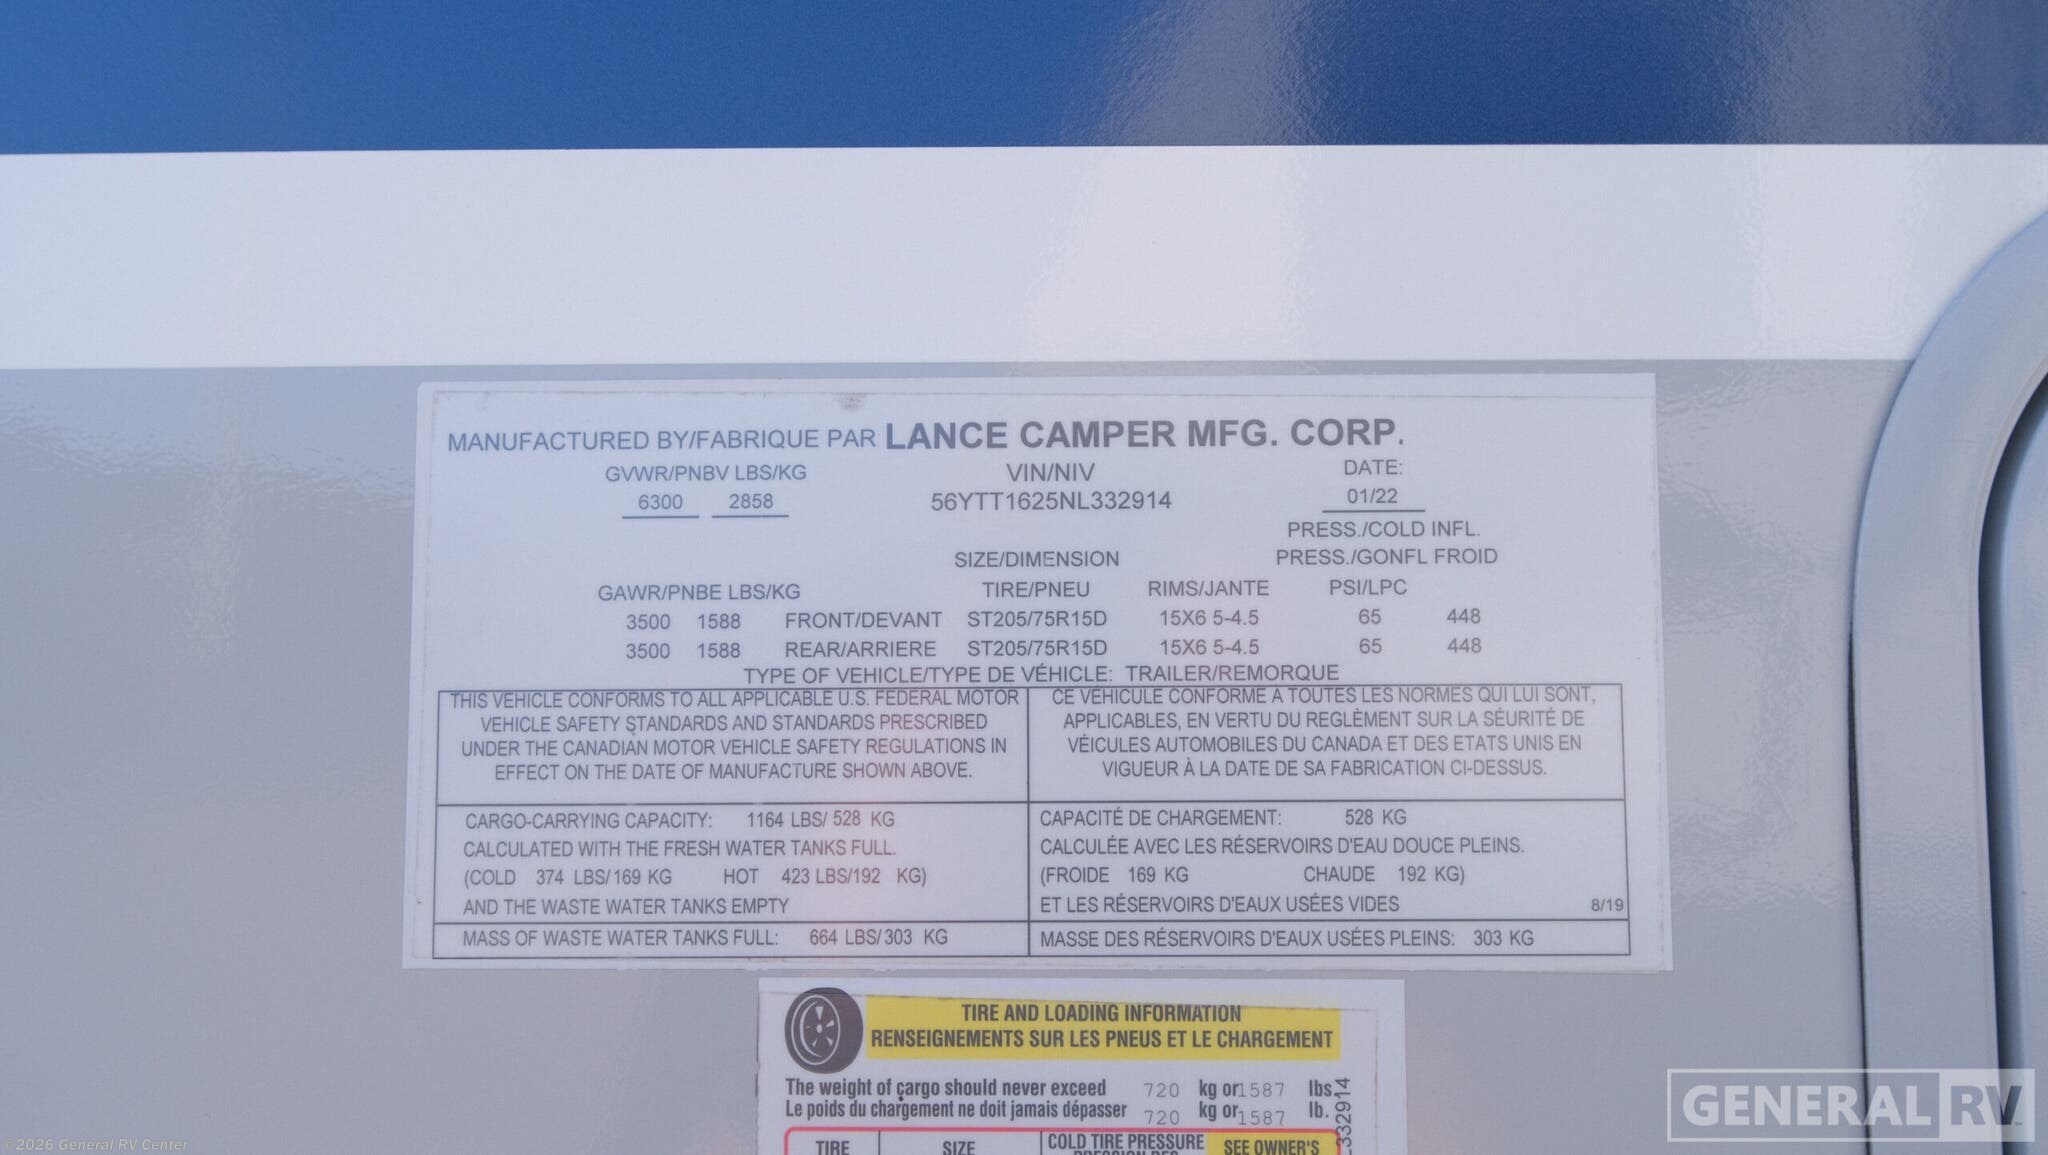 MANUFACTURED BY/FABRIQUE PAR LANCE CAMPER MFG. CORP.
GVWR/PNBV LBS/KG VIN/NIV DATE:
6300 2858 56YTT1625NL332914 01/22
PRESS./COLD INFL.
SIZE/DIMENSION PRESS./GONFL FROID
GAWR/PNBE LBS/KG TIRE/PNEU RIMS/JANTE PSI/LPC
3500 1588 FRONT/DEVANT ST205/75R15D 15X6 5-4.5 65 448
3500 1588 REAR/ARRIERE ST205/75R15D 15X6 5-4.5 65 448
TYPE OF VEHICLE/TYPE DE VÉHICLE: TRAILER/REMORQUE
THIS VEHICLE CONFORMS TO ALL APPLICABLE U.S. FEDERAL MOTOR
VEHICLE SAFETY STANDARDS AND STANDARDS PRESCRIBED
UNDER THE CANADIAN MOTOR VEHICLE SAFETY REGULATIONS IN
EFFECT ON THE DATE OF MANUFACTURE SHOWN ABOVE.
CE VÉHICULE CONFORME A TOUTES LES NORMES QUI LUI SONT,
APPLICABLES, EN VERTU DU REGLÈMENT SUR LA SÉURITÉ DE
VÉICULES AUTOMOBILES DU CANADA ET DES ETATS UNIS EN
VIGUEUR À LA DATE DE SA FABRICATION CI-DESSUS.
CARGO-CARRYING CAPACITY: 1164 LBS/ 528 KG
CALCULATED WITH THE FRESH WATER TANKS FULL.
(COLD 374 LBS/169 KG HOT 423 LBS/192 KG)
AND THE WASTE WATER TANKS EMPTY
CAPACITÉ DE CHARGEMENT: 528 KG
CALCULÉE AVEC LES RÉSERVOIRS D'EAU DOUCE PLEINS.
(FROIDE 169 KG CHAUDE 192 KG)
ET LES RÉSERVOIRS D'EAUX USÉES VIDES 8/19
MASS OF WASTE WATER TANKS FULL: 664 LBS/303 KG
MASSE DES RÉSERVOIRS D'EAUX USÉES PLEINS: 303 KG
TIRE AND LOADING INFORMATION
RENSEIGNEMENTS SUR LES PNEUS ET LE CHARGEMENT
The weight of cargo should never exceed 720 kg or 1587 lbs.
Le poids du chargement ne doit jamais dépasser 720 kg or 1587 lb.
332914
TIRE SIZE COLD TIRE PRESSURE SEE OWNER'S
GENERAL RV
©2026 General RV Center